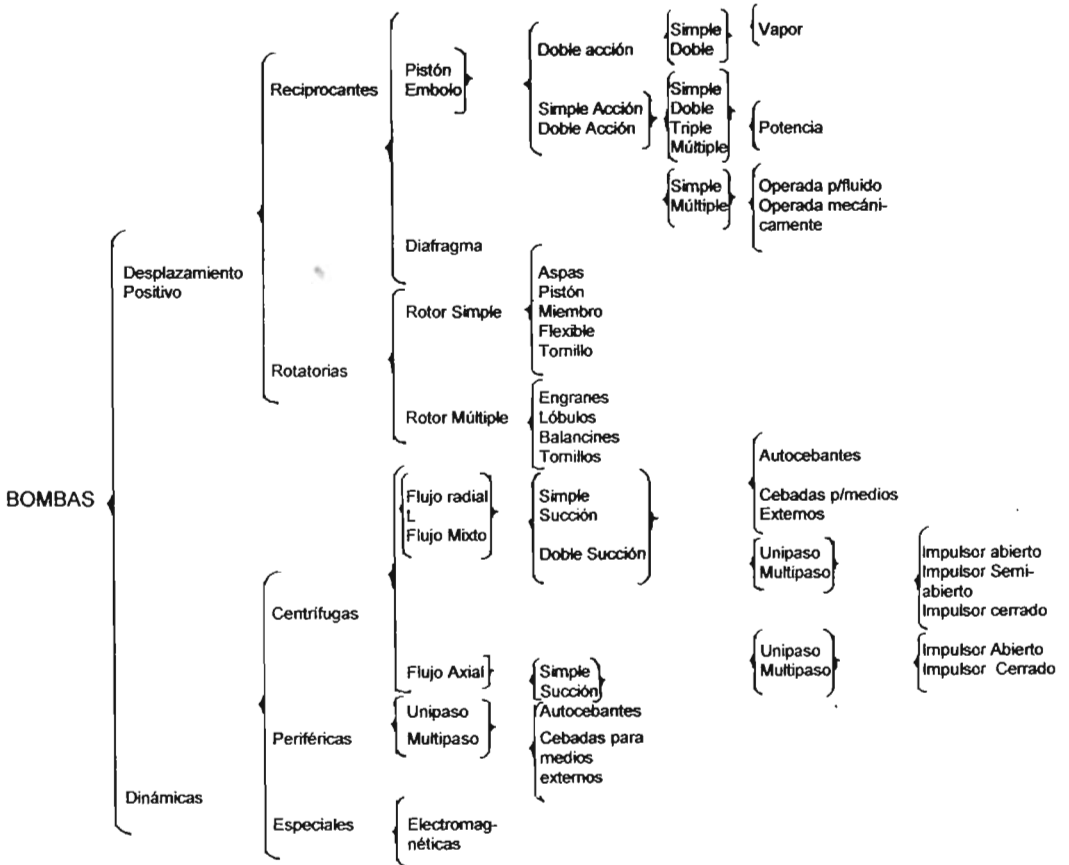 BOMBAS
Desplazamiento
Positivo
Reciprocantes
Pistón
Embolo
Doble acción
Simple
Doble
Vapor
Simple Acción
Doble Acción
Simple
Doble
Triple
Múltiple
Potencia
Simple
Múltiple
Operada p/fluido
Operada mecáni-
camente
Diafragma
Rotatorias
Rotor Simple
Aspas
Pistón
Miembro
Flexible
Tornillo
Rotor Múltiple
Engranes
Lóbulos
Balancines
Tornillos
Dinámicas
Centrífugas
Flujo radial
L
Flujo Mixto
Simple
Succión
Doble Succión
Autocebantes
Cebadas p/medios
Externos
Unipaso
Multipaso
Impulsor abierto
Impulsor Semi-
abierto
Impulsor cerrado
Flujo Axial
Simple
Succión
Unipaso
Multipaso
Impulsor Abierto
Impulsor Cerrado
Periféricas
Unipaso
Multipaso
Autocebantes
Cebadas para
medios
externos
Especiales
Electromag-
néticas